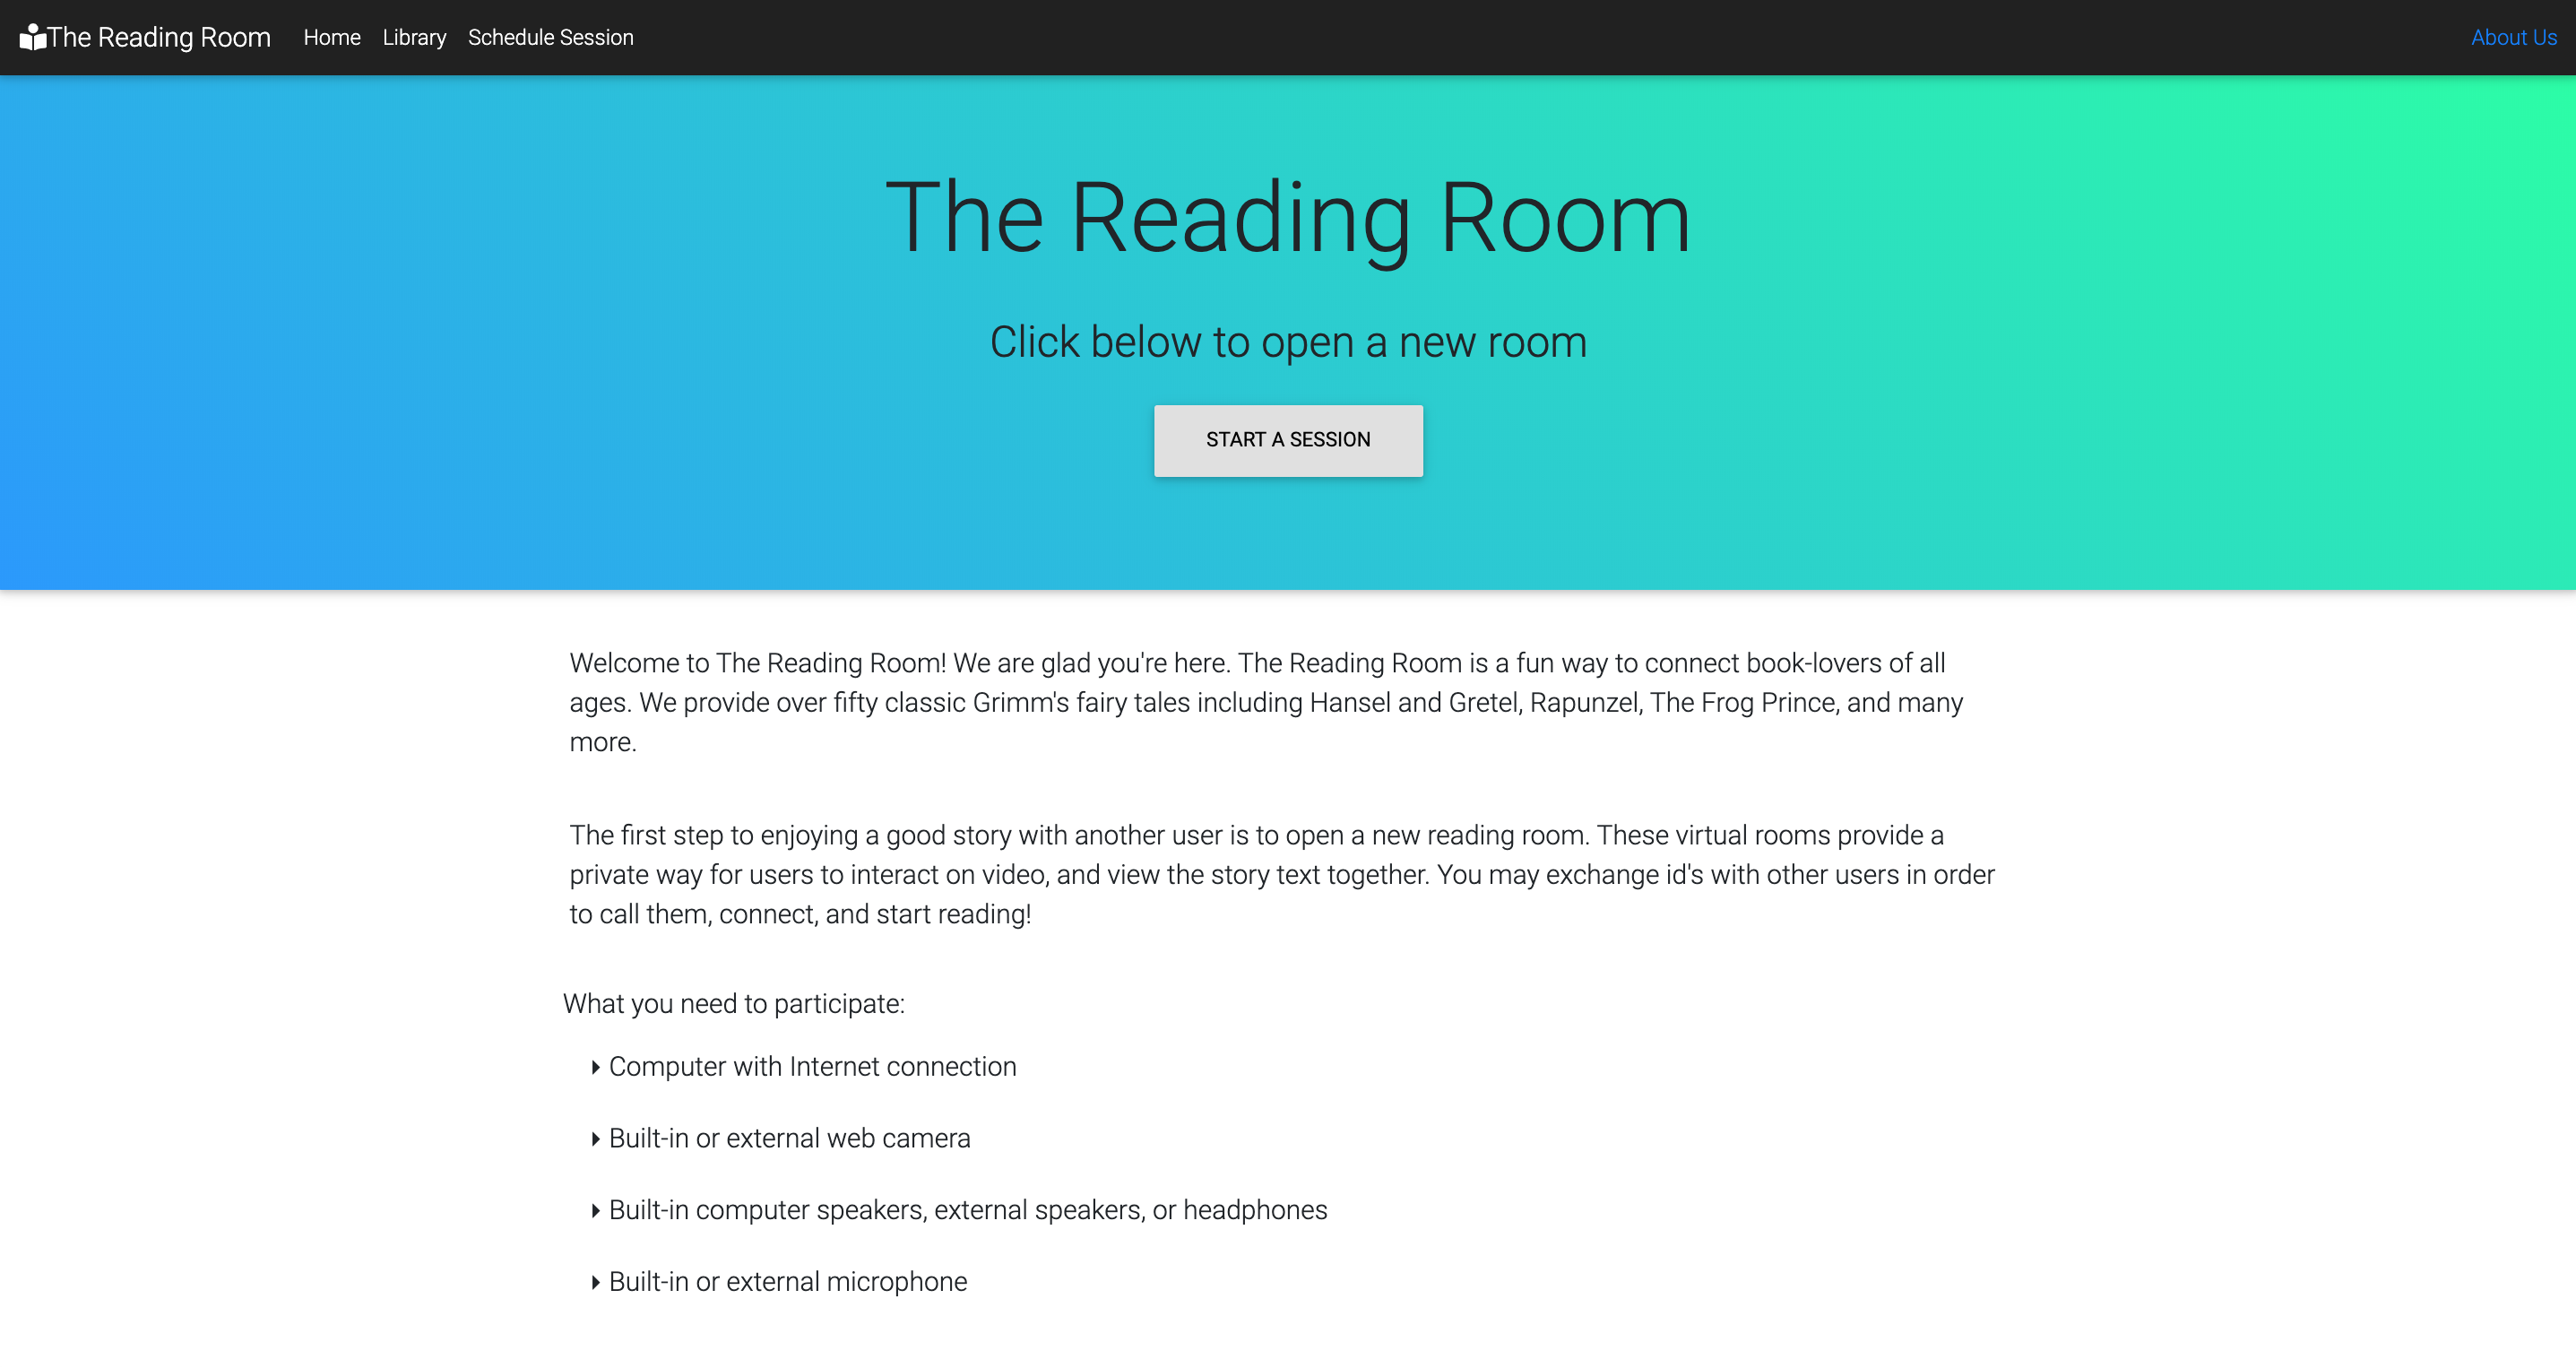 The Reading Room Home Library Schedule Session About Us
The Reading Room
Click below to open a new room
START A SESSION
Welcome to The Reading Room! We are glad you're here. The Reading Room is a fun way to connect book-lovers of all
ages. We provide over fifty classic Grimm's fairy tales including Hansel and Gretel, Rapunzel, The Frog Prince, and many
more.
The first step to enjoying a good story with another user is to open a new reading room. These virtual rooms provide a
private way for users to interact on video, and view the story text together. You may exchange id's with other users in order
to call them, connect, and start reading!
What you need to participate:
Computer with Internet connection
Built-in or external web camera
Built-in computer speakers, external speakers, or headphones
Built-in or external microphone